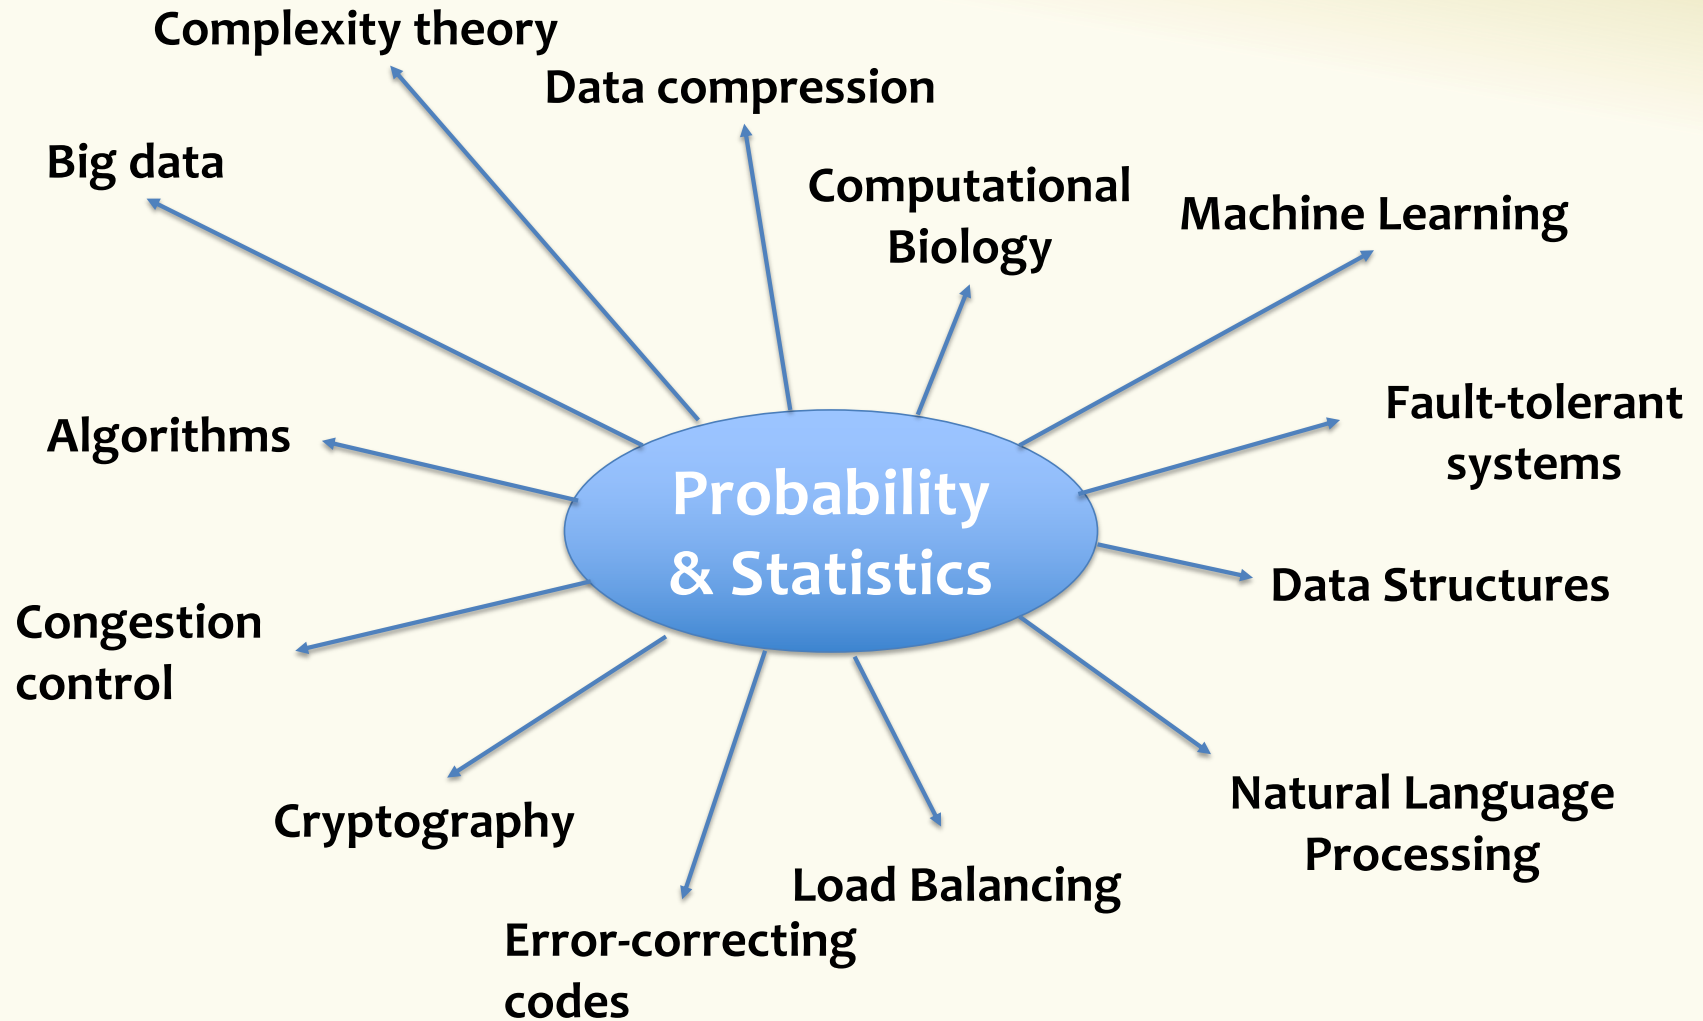 Complexity theory
Data compression
Big data
Computational
Biology
Machine Learning
Fault-tolerant
systems
Algorithms
Probability
& Statistics
Data Structures
Congestion
control
Natural Language
Processing
Cryptography
Load Balancing
Error-correcting
codes